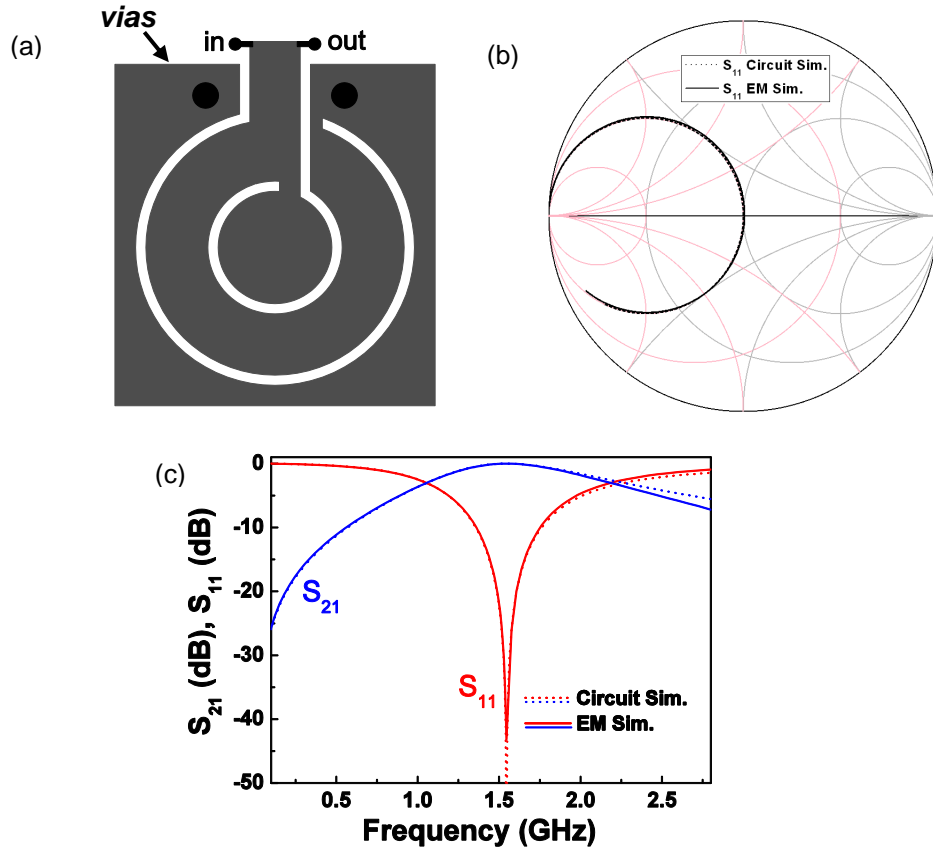 (a)
vias
in
out
(b)
S11 Circuit Sim.
S11 EM Sim.
(c)
S21 (dB), S11 (dB)
0
-10
-20
-30
-40
-50
S21
S11
Circuit Sim.
EM Sim.
0.5 1.0 1.5 2.0 2.5
Frequency (GHz)